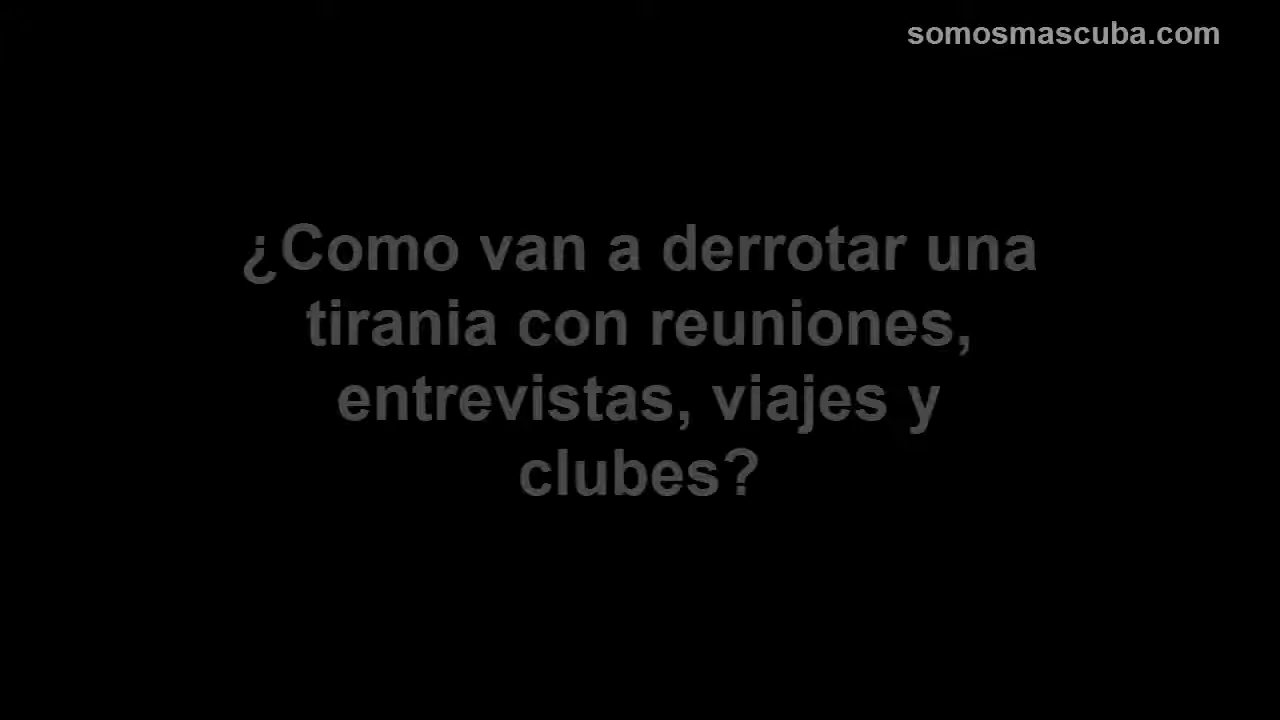 somosmascuba.com
¿Como van a derrotar una
tirania con reuniones,
entrevistas, viajes y
clubes?